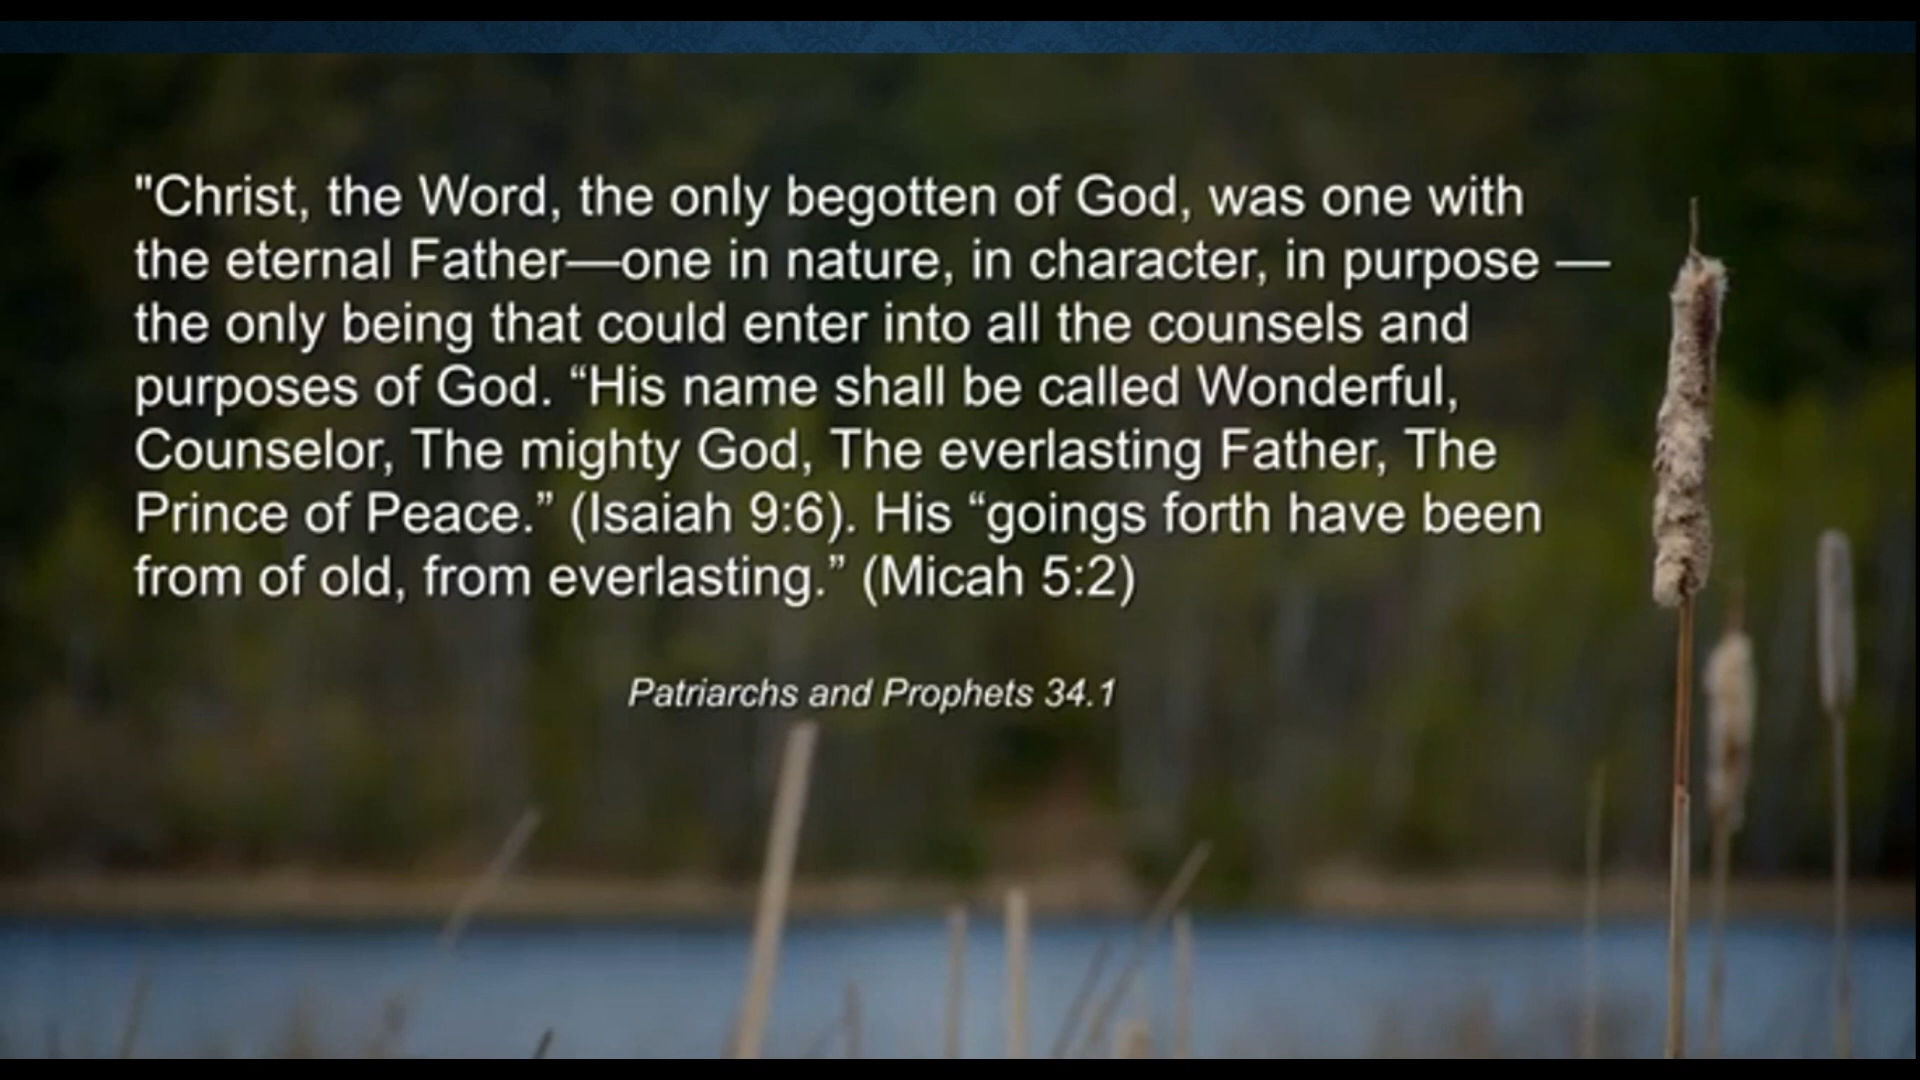 "Christ, the Word, the only begotten of God, was one with
the eternal Father—one in nature, in character, in purpose —
the only being that could enter into all the counsels and
purposes of God. “His name shall be called Wonderful,
Counselor, The mighty God, The everlasting Father, The
Prince of Peace.” (Isaiah 9:6). His “goings forth have been
from of old, from everlasting.” (Micah 5:2)
Patriarchs and Prophets 34.1